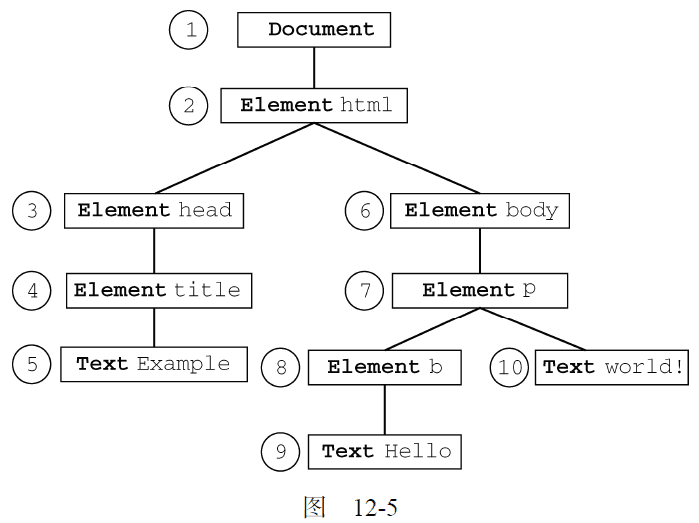 1 Document
2 Element html
3 Element head
6 Element body
4 Element title
7 Element p
5 Text Example
8 Element b
10 Text world!
9 Text Hello
图 12-5